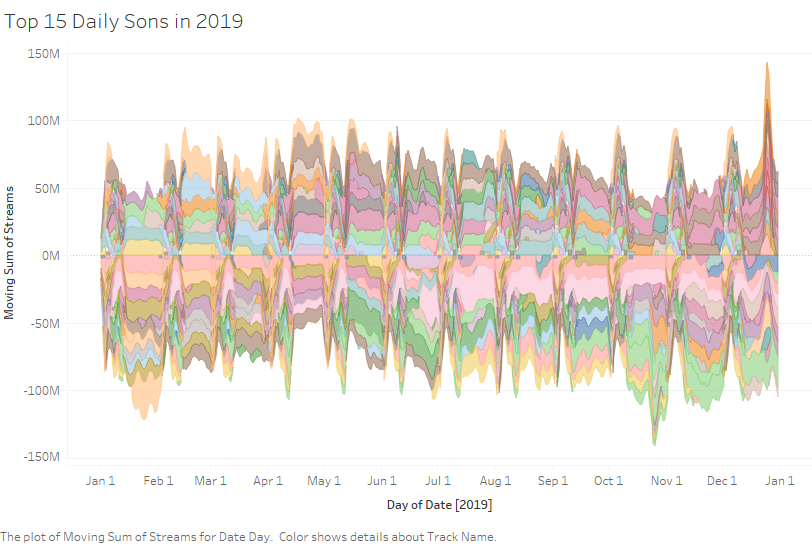 Top 15 Daily Sons in 2019
150M
100M
50M
0M
-50M
-100M
-150M
Moving Sum of Streams
Jan 1 Feb 1 Mar 1 Apr 1 May 1 Jun 1 Jul 1 Aug 1 Sep 1 Oct 1 Nov 1 Dec 1 Jan 1
Day of Date [2019]
The plot of Moving Sum of Streams for Date Day. Color shows details about Track Name.